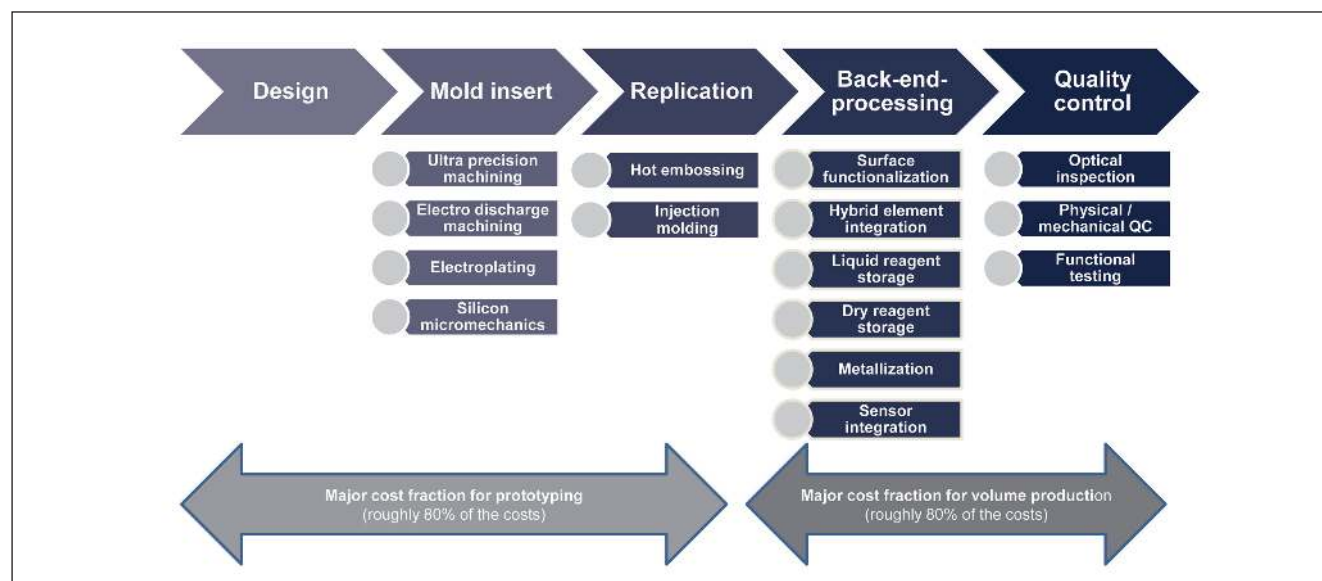 Design
Mold insert
Replication
Back-end-
processing
Quality
control
Ultra precision
machining
Electro discharge
machining
Electroplating
Silicon
micromechanics
Hot embossing
Injection
molding
Surface
functionalization
Hybrid element
integration
Liquid reagent
storage
Dry reagent
storage
Metallization
Sensor
integration
Optical
inspection
Physical /
mechanical QC
Functional
testing
Major cost fraction for prototyping
(roughly 80% of the costs)
Major cost fraction for volume production
(roughly 80% of the costs)